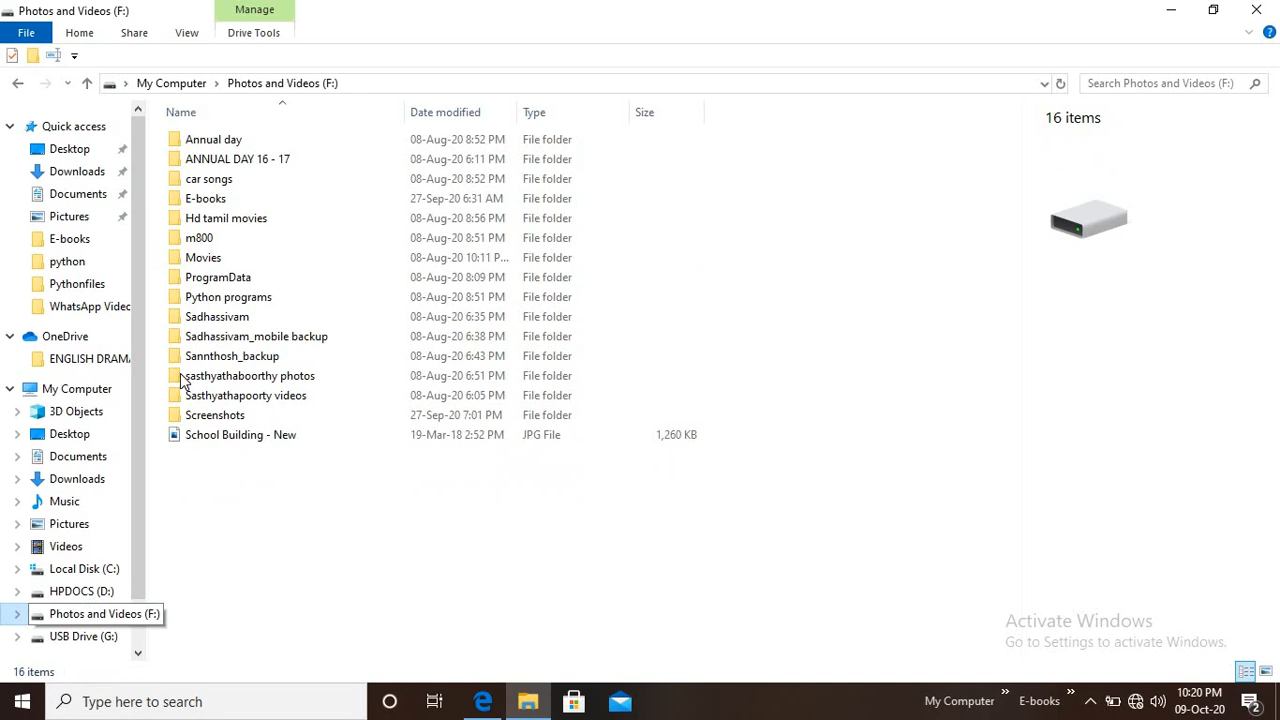 Photos and Videos (F:)
Manage
File Home Share View Drive Tools
My Computer Photos and Videos (F:) Search Photos and Videos (F:)
Name Date modified Type Size
Annual day 08-Aug-20 8:52 PM File folder
ANNUAL DAY 16 - 17 08-Aug-20 6:11 PM File folder
car songs 08-Aug-20 8:52 PM File folder
E-books 27-Sep-20 6:31 AM File folder
Hd tamil movies 08-Aug-20 8:56 PM File folder
m800 08-Aug-20 8:51 PM File folder
Movies 08-Aug-20 10:11 P... File folder
ProgramData 08-Aug-20 8:09 PM File folder
Python programs 08-Aug-20 8:51 PM File folder
Sadhassivam 08-Aug-20 6:35 PM File folder
Sadhassivam_mobile backup 08-Aug-20 6:38 PM File folder
Sannthosh_backup 08-Aug-20 6:43 PM File folder
sasthyathaboorthy photos 08-Aug-20 6:51 PM File folder
Sasthyathapoorty videos 08-Aug-20 6:05 PM File folder
Screenshots 27-Sep-20 7:01 PM File folder
School Building - New 19-Mar-18 2:52 PM JPG File 1,260 KB
16 items
Quick access
Desktop
Downloads
Documents
Pictures
E-books
python
Pythonfiles
WhatsApp Videc
OneDrive
ENGLISH DRAMA
My Computer
3D Objects
Desktop
Documents
Downloads
Music
Pictures
Videos
Local Disk (C:)
HPDOCS (D:)
Photos and Videos (F:)
USB Drive (G:)
Activate Windows
Go to Settings to activate Windows.
16 items
Type here to search
My Computer » E-books »
10:20 PM
09-Oct-20
2